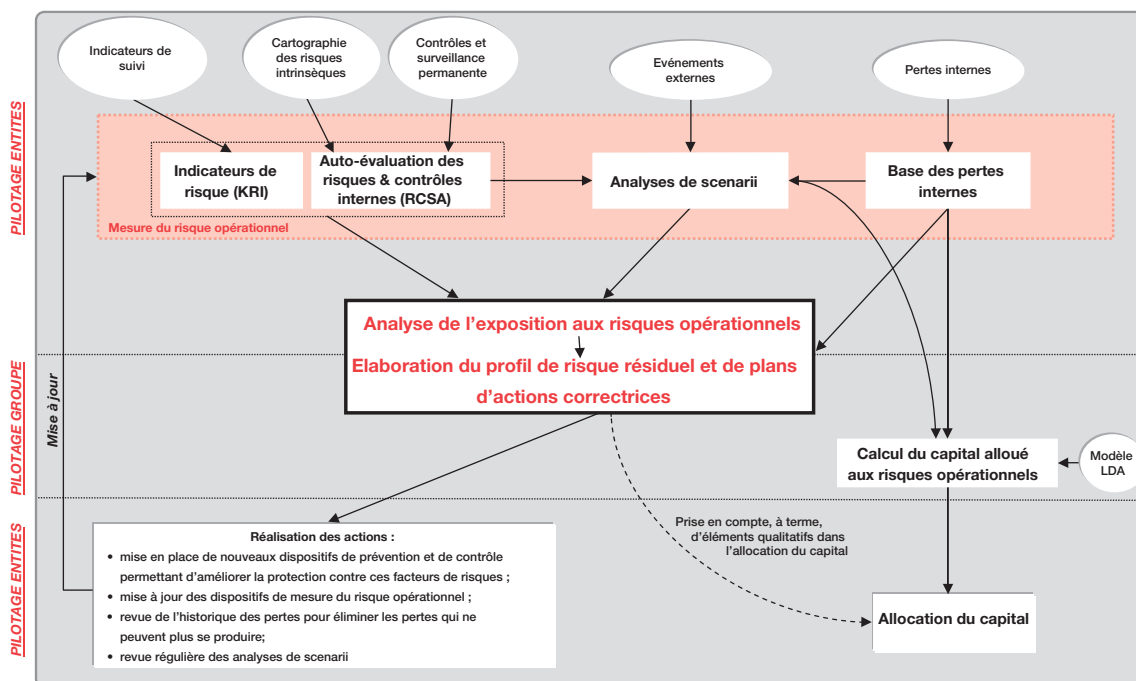 Indicateurs de
suivi
Cartographie
des risques
intrinsèques
Contrôles et
surveillance
permanente
Evénements
externes
Pertes internes
PILOTAGE ENTITES
Indicateurs de
risque (KRI)
Auto-évaluation des
risques & contrôles
internes (RCSA)
Analyses de scenarii
Base des pertes
internes
Mesure du risque opérationnel
Analyse de l'exposition aux risques opérationnels
Elaboration du profil de risque résiduel et de plans
d'actions correctrices
PILOTAGE GROUPE
Mise à jour
Calcul du capital alloué
aux risques opérationnels
Modèle
LDA
PILOTAGE ENTITES
Réalisation des actions :
• mise en place de nouveaux dispositifs de prévention et de contrôle
permettant d'améliorer la protection contre ces facteurs de risques ;
• mise à jour des dispositifs de mesure du risque opérationnel ;
• revue de l'historique des pertes pour éliminer les pertes qui ne
peuvent plus se produire;
• revue régulière des analyses de scenarii
Prise en compte, à terme,
d'éléments qualitatifs dans
l'allocation du capital
Allocation du capital